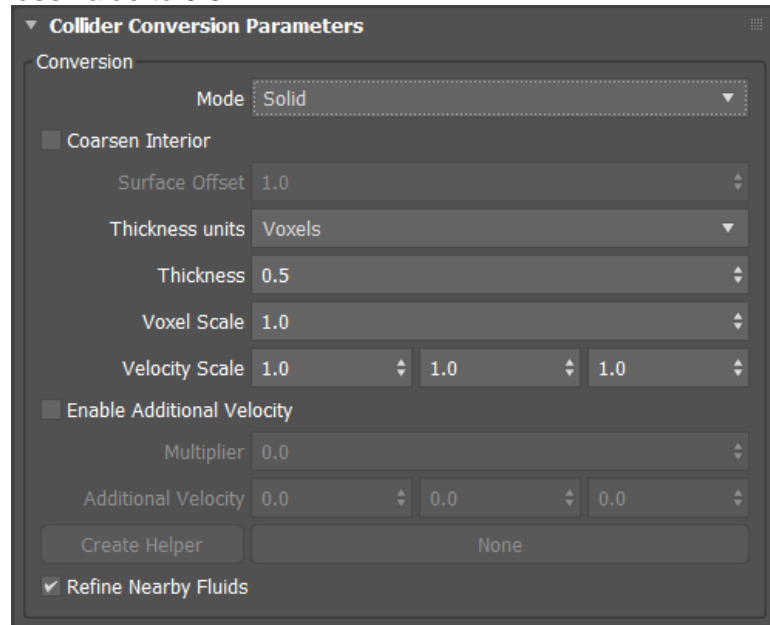 Collider Conversion Parameters
Conversion
Mode Solid
Coarsen Interior
Surface Offset 1.0
Thickness units Voxels
Thickness 0.5
Voxel Scale 1.0
Velocity Scale 1.0 1.0 1.0
Enable Additional Velocity
Multiplier 0.0
Additional Velocity 0.0 0.0 0.0
Create Helper None
Refine Nearby Fluids